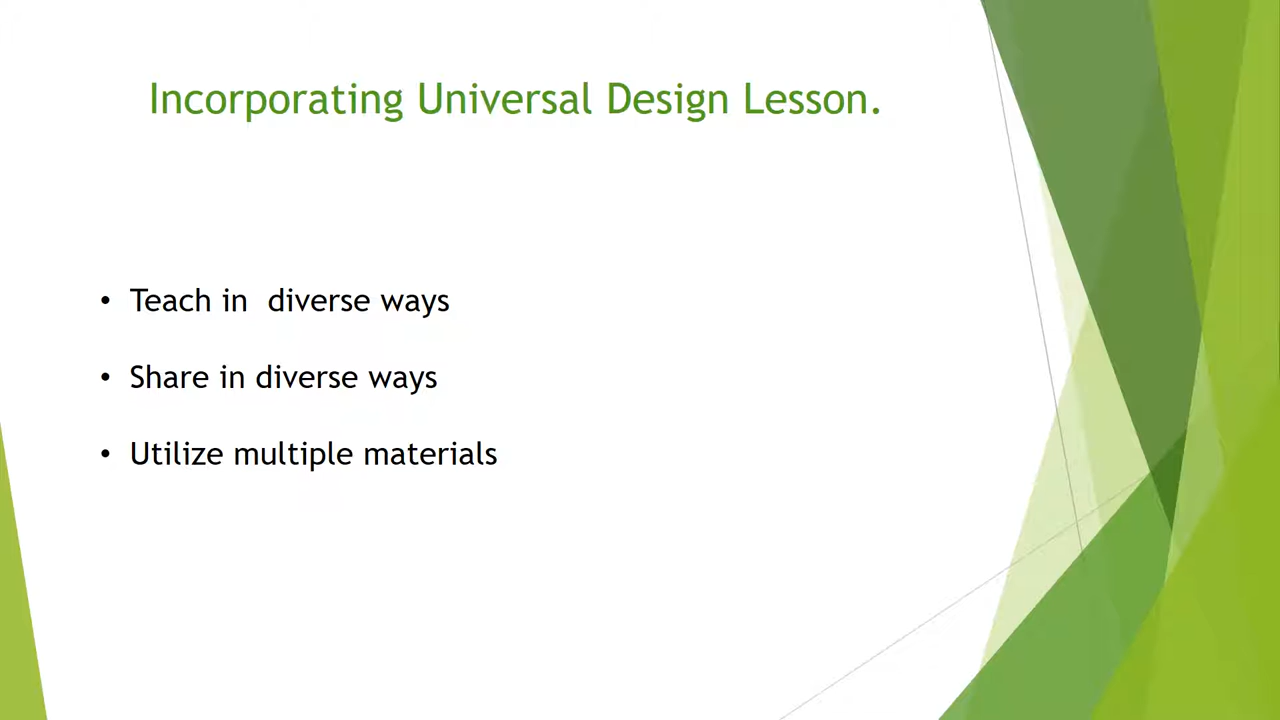 Incorporating Universal Design Lesson.
• Teach in  diverse ways
• Share in diverse ways
• Utilize multiple materials